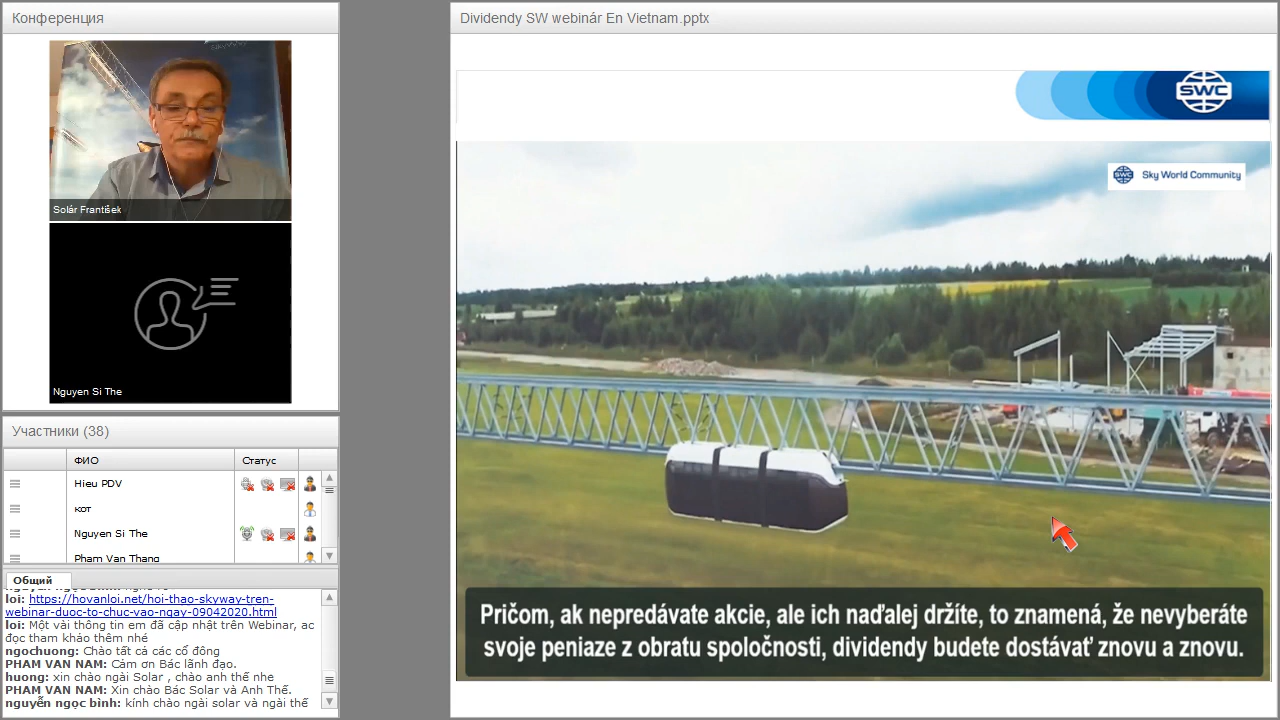 Конференция
Solár František
Nguyen Si The
Участники (38)
ФИО
Статус
Hieu PDV
кот
Nguyen Si The
Pham Van Thang
Общий
loi: https://hovanloi.net/hoi-thao-skyway-tren-
webinar-duoc-to-chuc-vao-ngay-09042020.html
loi: Một vài thông tin em đã cập nhật trên Webinar, ac
đọc tham khảo thêm nhé
ngochuong: Chào tất cả các cổ đông
PHAM VAN NAM: Cảm ơn Bác lãnh đạo.
huong: xin chào ngài Solar , chào anh thế nhe
PHAM VAN NAM: Xin chào Bác Solar và Anh Thế.
nguyễn ngọc bình: kính chào ngài solar và ngài thế
Dividendy SW webinár En Vietnam.pptx
SWC
SWC Sky World Community
Pričom, ak nepredávate akcie, ale ich naďalej držíte, to znamená, že nevyberáte
svoje peniaze z obratu spoločnosti, dividendy budete dostávať znovu a znovu.